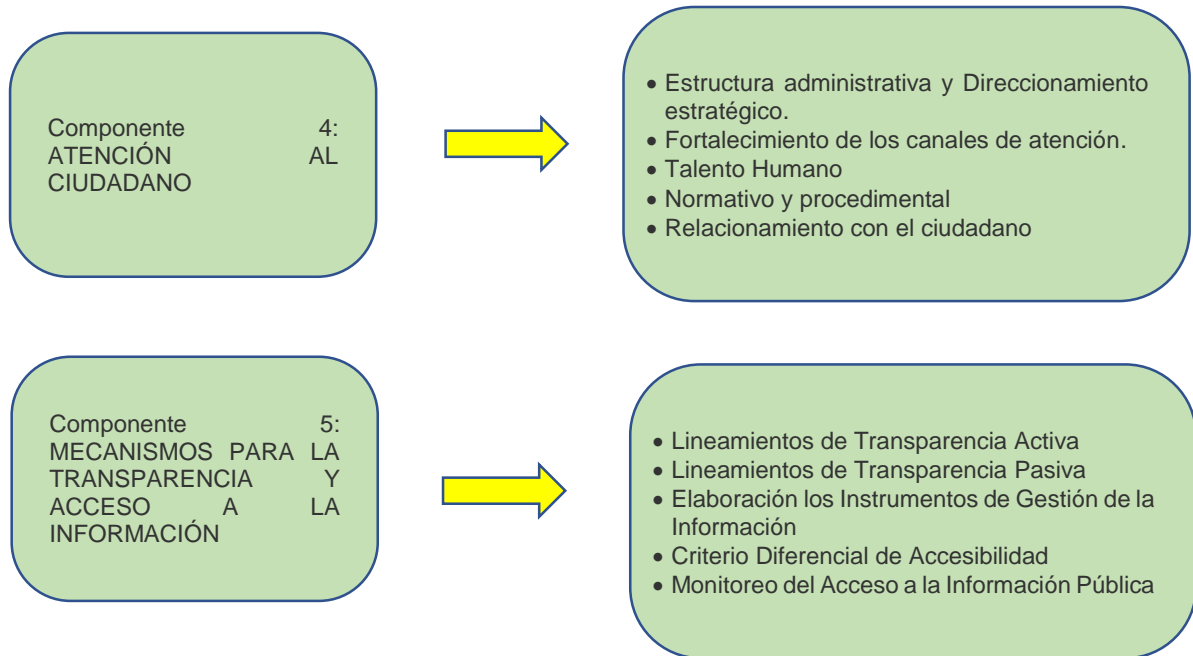 Componente 4:
ATENCIÓN AL
CIUDADANO
• Estructura administrativa y Direccionamiento
estratégico.
• Fortalecimiento de los canales de atención.
• Talento Humano
• Normativo y procedimental
• Relacionamiento con el ciudadano
Componente 5:
MECANISMOS PARA LA
TRANSPARENCIA Y
ACCESO A LA
INFORMACIÓN
• Lineamientos de Transparencia Activa
• Lineamientos de Transparencia Pasiva
• Elaboración los Instrumentos de Gestión de la
Información
• Criterio Diferencial de Accesibilidad
• Monitoreo del Acceso a la Información Pública